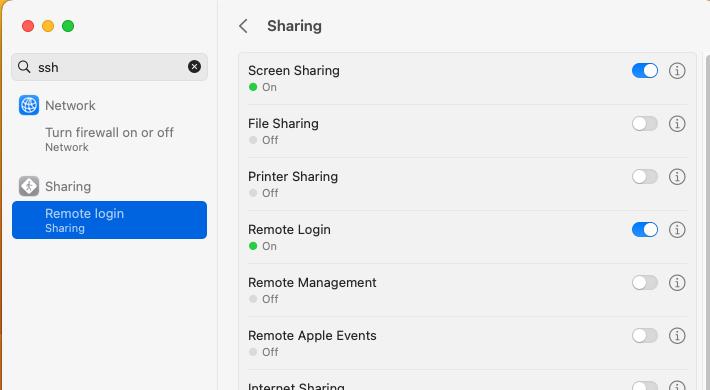 Sharing
ssh
Network
Turn firewall on or off
Network
Sharing
Remote login
Sharing
Screen Sharing
On
File Sharing
Off
Printer Sharing
Off
Remote Login
On
Remote Management
Off
Remote Apple Events
Off
Internet Sharing